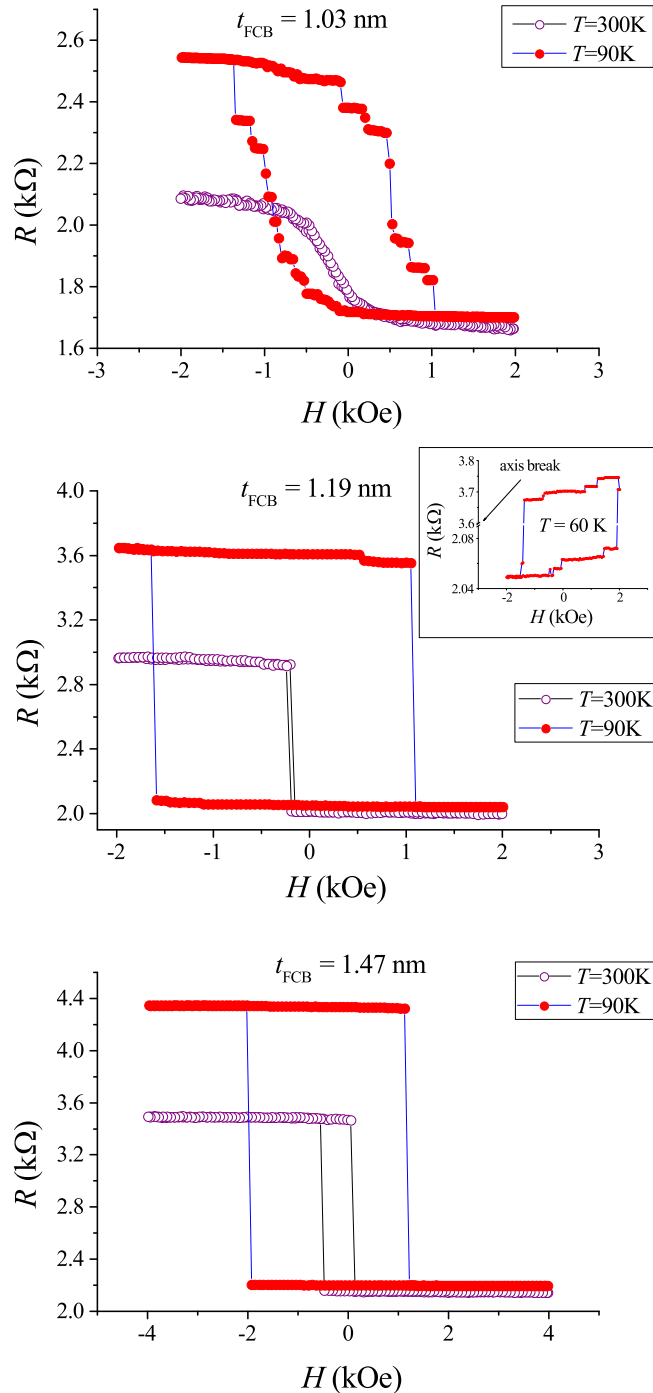 t_FCB = 1.03 nm
T=300K
T=90K
2.6
2.4
2.2
2.0
1.8
1.6
R (kΩ)
-3 -2 -1 0 1 2 3
H (kOe)
t_FCB = 1.19 nm
axis break
3.8
3.7
3.6
2.08
2.04
R (kΩ)
T = 60 K
-2 0 2
H (kOe)
T=300K
T=90K
4.0
3.6
3.2
2.8
2.4
2.0
R (kΩ)
-2 -1 0 1 2 3
H (kOe)
t_FCB = 1.47 nm
T=300K
T=90K
4.4
4.0
3.6
3.2
2.8
2.4
2.0
R (kΩ)
-4 -2 0 2 4
H (kOe)